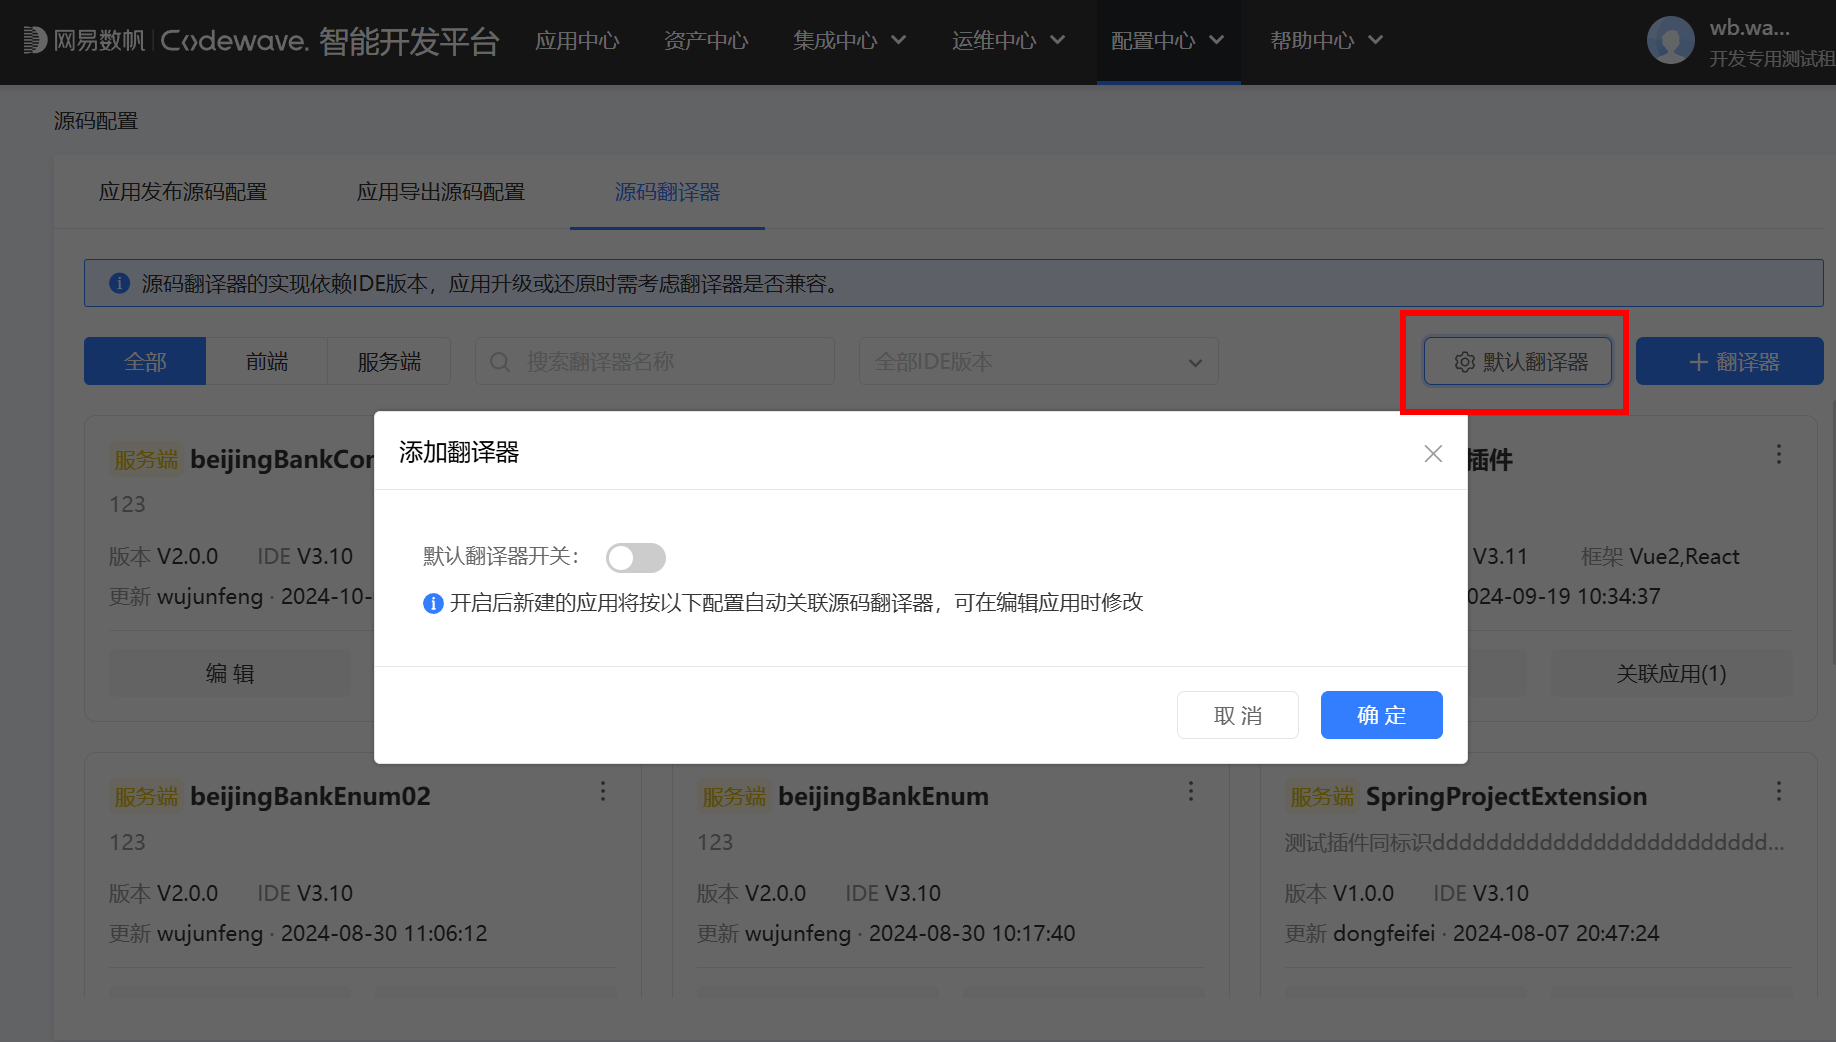 网易数帆 Codewave. 智能开发平台 应用中心 资产中心 集成中心 运维中心 配置中心 帮助中心 wb.wa...
开发专用测试租
源码配置
应用发布源码配置 应用导出源码配置 源码翻译器
源码翻译器的实现依赖IDE版本，应用升级或还原时需考虑翻译器是否兼容。
全部 前端 服务端 搜索翻译器名称 全部IDE版本 默认翻译器 翻译器
添加翻译器
服务端 beijingBankCor 插件
123
默认翻译器开关：
版本 V2.0.0 IDE V3.10 V3.11 框架 Vue2,React
更新 wujunfeng · 2024-10- 024-09-19 10:34:37
开启后新建的应用将按以下配置自动关联源码翻译器，可在编辑应用时修改
编 辑 关联应用(1)
取 消 确 定
服务端 beijingBankEnum02 服务端 beijingBankEnum 服务端 SpringProjectExtension
123 123 测试插件同标识ddddddddddddddddddddddddd...
版本 V2.0.0 IDE V3.10 版本 V2.0.0 IDE V3.10 版本 V1.0.0 IDE V3.10
更新 wujunfeng · 2024-08-30 11:06:12 更新 wujunfeng · 2024-08-30 10:17:40 更新 dongfeifei · 2024-08-07 20:47:24